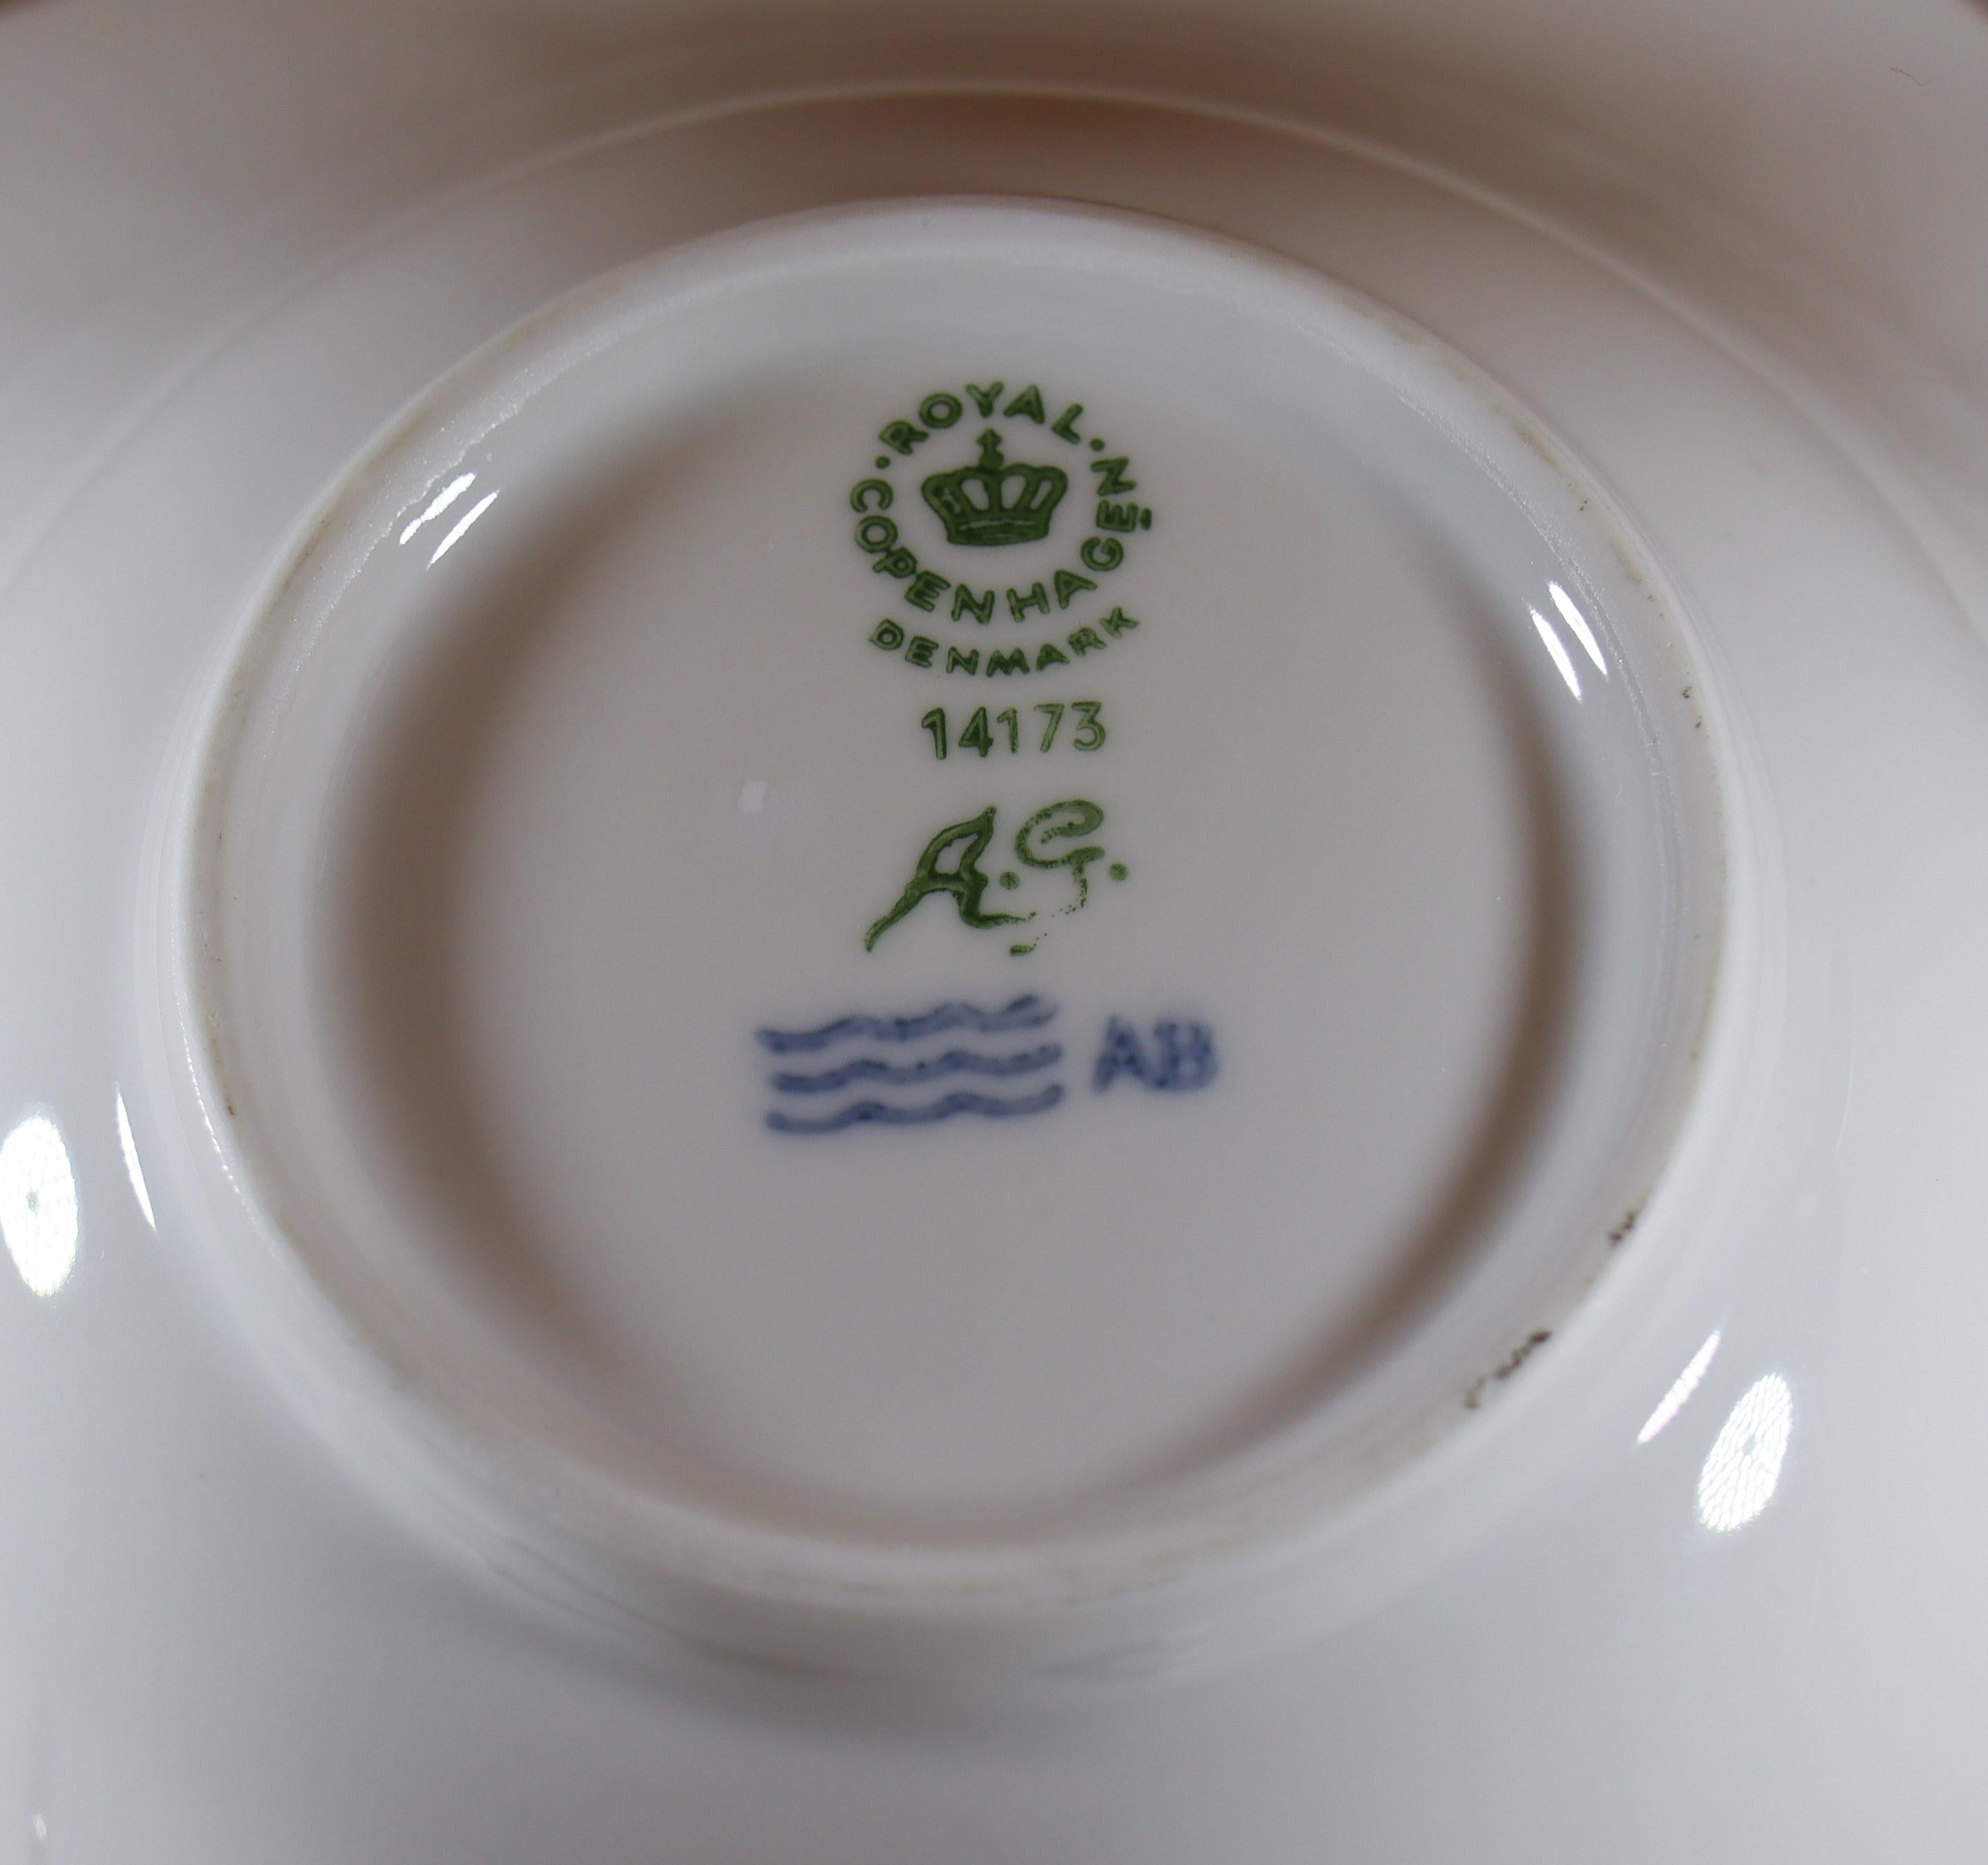 ROYAL
COPENHAGEN
DENMARK
14173
A.G.
AB